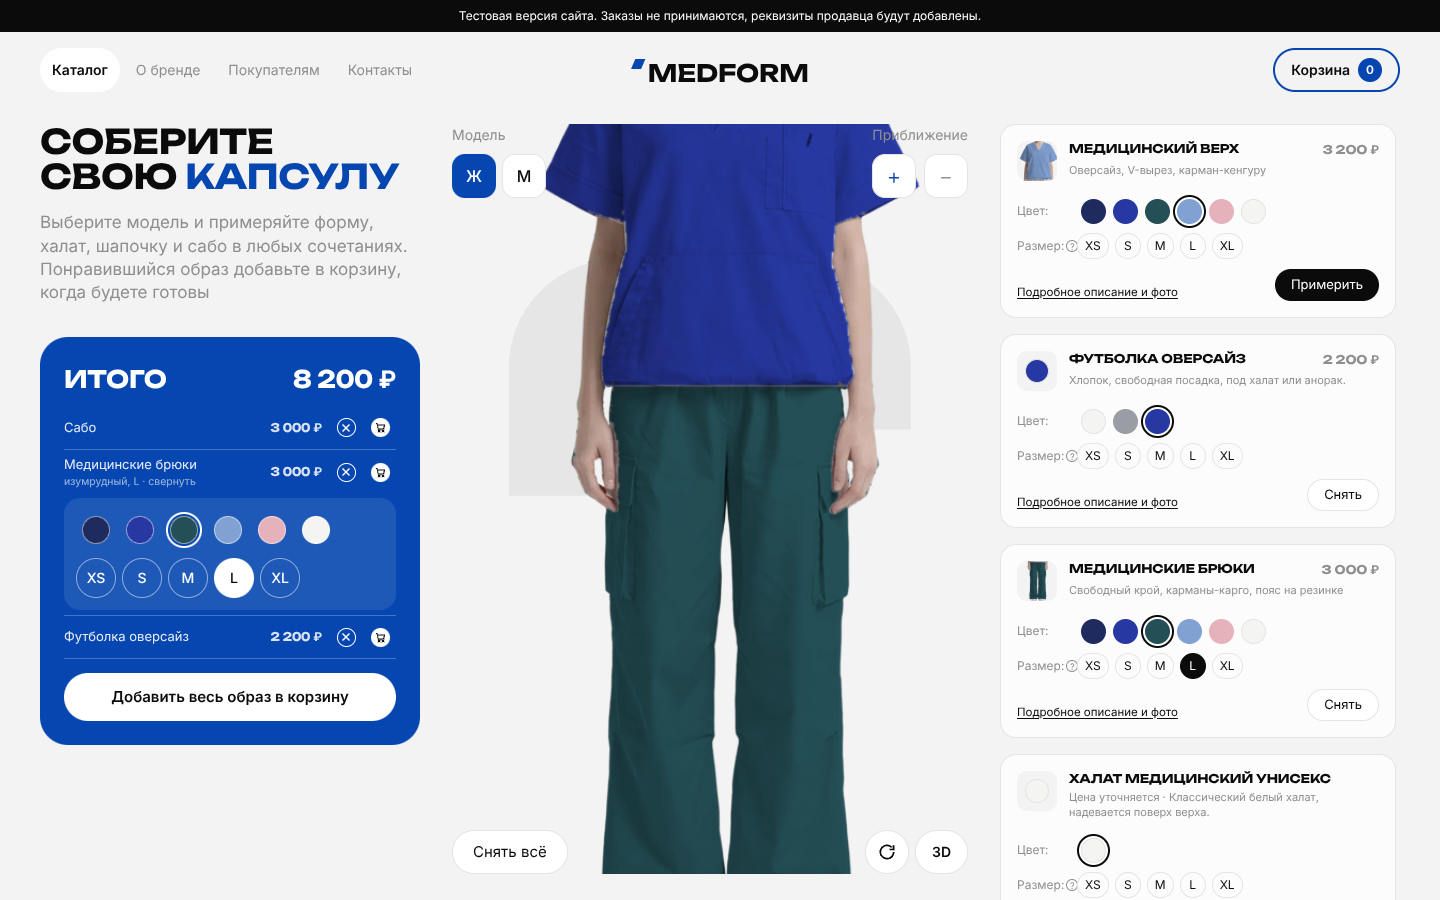 Тестовая версия сайта. Заказы не принимаются, реквизиты продавца будут добавлены.
Каталог
О бренде
Покупателям
Контакты
MEDFORM
Корзина 0
СОБЕРИТЕ
СВОЮ КАПСУЛУ
Выберите модель и примеряйте форму,
халат, шапочку и сабо в любых сочетаниях.
Понравившийся образ добавьте в корзину,
когда будете готовы
ИТОГО 8 200 ₽
Сабо 3 000 ₽
Медицинские брюки 3 000 ₽
изумрудный, L · свернуть
XS S M L XL
Футболка оверсайз 2 200 ₽
Добавить весь образ в корзину
Модель
Ж М
Приближение
+ −
Снять всё
3D
МЕДИЦИНСКИЙ ВЕРХ 3 200 ₽
Оверсайз, V-вырез, карман-кенгуру
Цвет:
Размер: ? XS S M L XL
Подробное описание и фото
Примерить
ФУТБОЛКА ОВЕРСАЙЗ 2 200 ₽
Хлопок, свободная посадка, под халат или анорак.
Цвет:
Размер: ? XS S M L XL
Подробное описание и фото
Снять
МЕДИЦИНСКИЕ БРЮКИ 3 000 ₽
Свободный крой, карманы-карго, пояс на резинке
Цвет:
Размер: ? XS S M L XL
Подробное описание и фото
Снять
ХАЛАТ МЕДИЦИНСКИЙ УНИСЕКС
Цена уточняется · Классический белый халат,
надевается поверх верха.
Цвет:
Размер: ? XS S M L XL